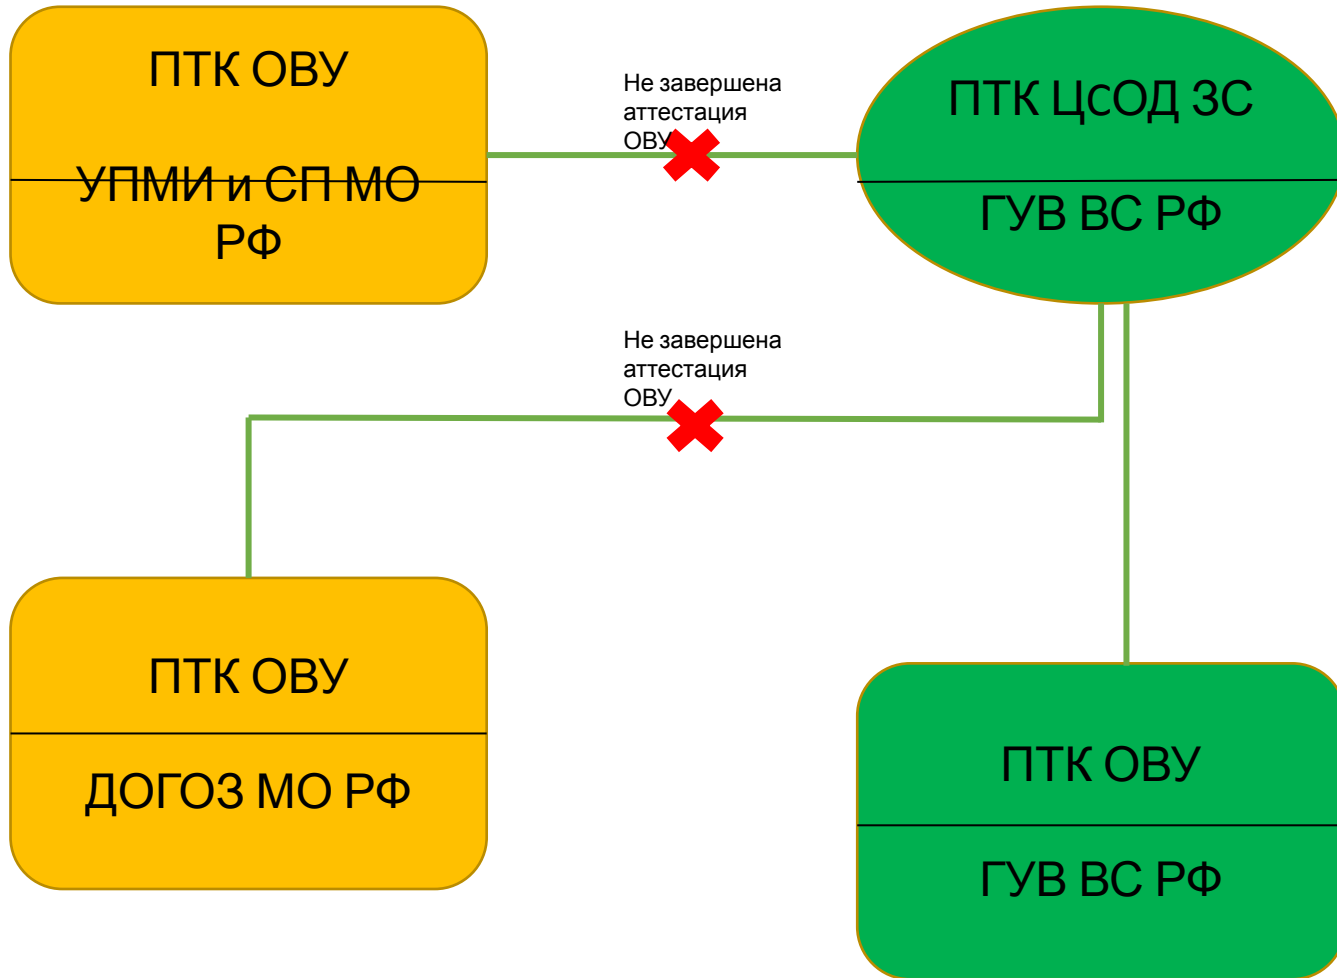 ПТК ОВУ
УПМИ и СП МО
РФ
Не завершена
аттестация
ОВУ
ПТК ЦсОД ЗС
ГУВ ВС РФ
Не завершена
аттестация
ОВУ
ПТК ОВУ
ДОГОЗ МО РФ
ПТК ОВУ
ГУВ ВС РФ